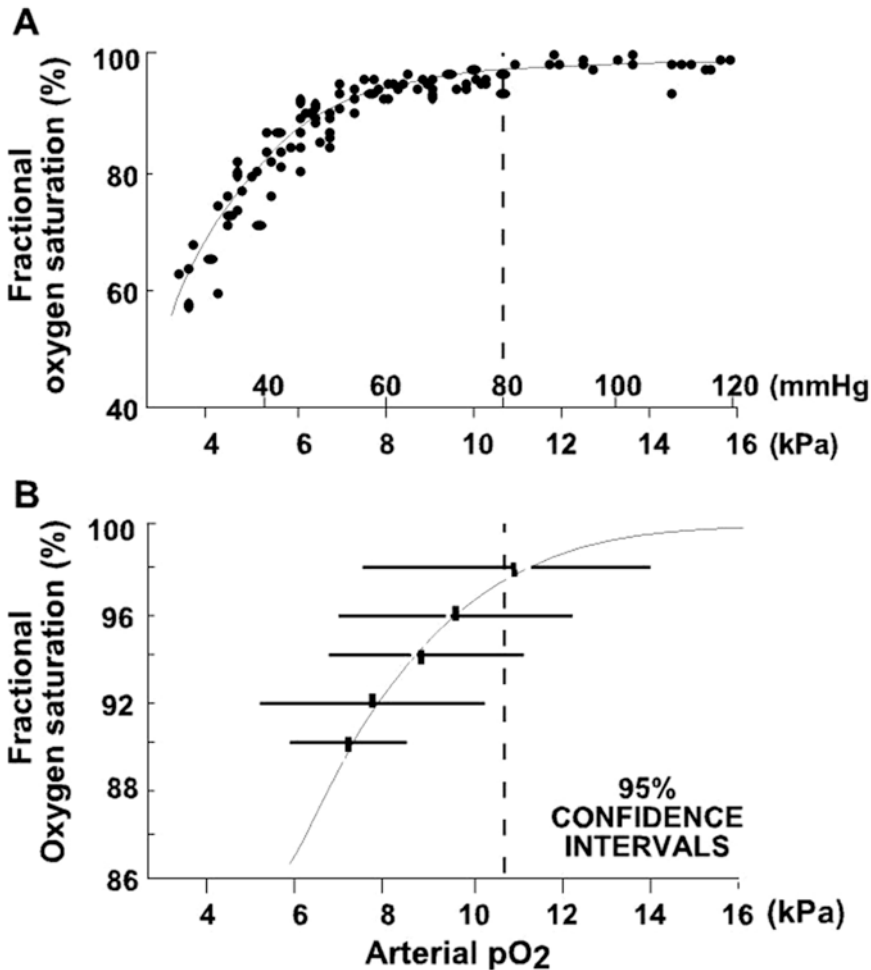 A
Fractional
oxygen saturation (%)
100
80
60
40
40 60 80 100 120 (mmHg
4 6 8 10 12 14 16 (kPa)
B
Fractional
Oxygen saturation (%)
100
96
92
88
86
95%
CONFIDENCE
INTERVALS
4 6 8 10 12 14 16 (kPa)
Arterial pO2